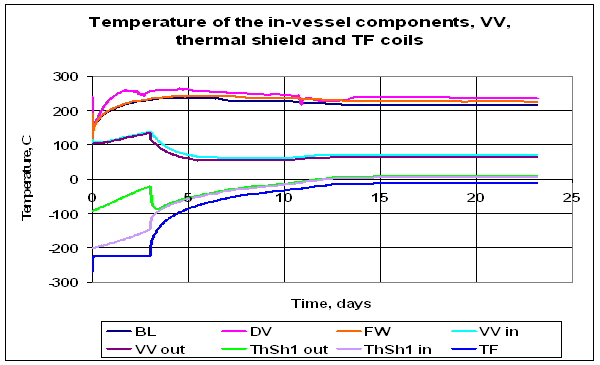 Temperature of the in-vessel components, VV,
thermal shield and TF coils
300
200
100
0
-100
-200
-300
Temperature, C
0 5 10 15 20 25
Time, days
BL DV FW VV in
VV out ThSh1 out ThSh1 in TF